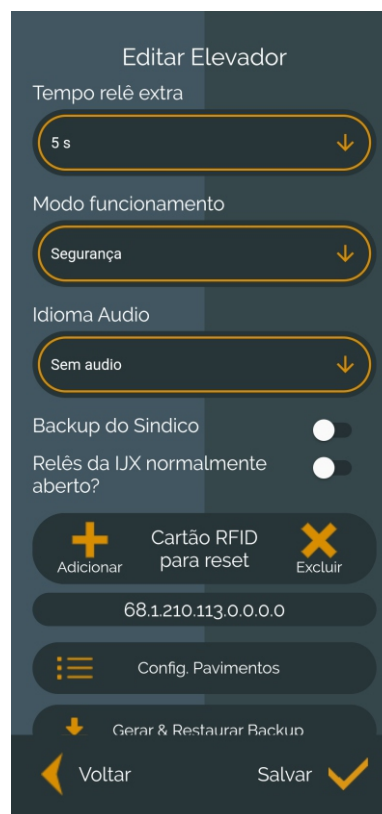 Editar Elevador
Tempo relê extra
5 s
Modo funcionamento
Segurança
Idioma Audio
Sem audio
Backup do Sindico
Relês da IJX normalmente
aberto?
Cartão RFID
para reset
Adicionar
Excluir
68.1.210.113.0.0.0.0
Config. Pavimentos
Gerar & Restaurar Backup
Voltar
Salvar